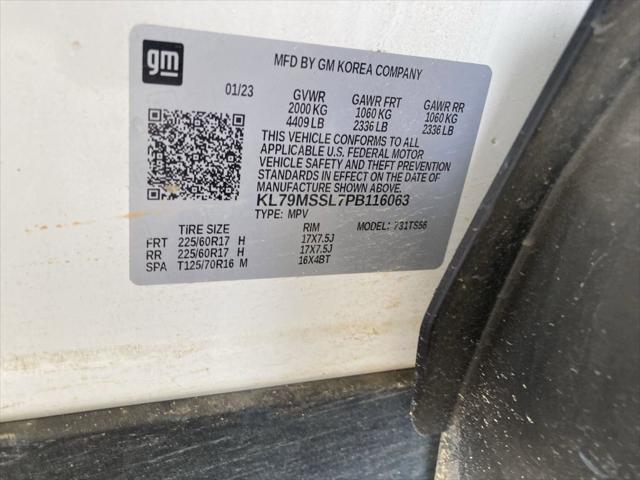 gm
MFD BY GM KOREA COMPANY
01/23 GVWR GAWR FRT GAWR RR
2000 KG 1060 KG 1060 KG
4409 LB 2336 LB 2336 LB
THIS VEHICLE CONFORMS TO ALL
APPLICABLE U.S. FEDERAL MOTOR
VEHICLE SAFETY AND THEFT PREVENTION
STANDARDS IN EFFECT ON THE DATE OF
MANUFACTURE SHOWN ABOVE.
KL79MSSL7PB116063
TYPE: MPV MODEL: 731TS56
TIRE SIZE RIM
FRT 225/60R17 H 17X7.5J
RR 225/60R17 H 17X7.5J
SPA T125/70R16 M 16X4BT